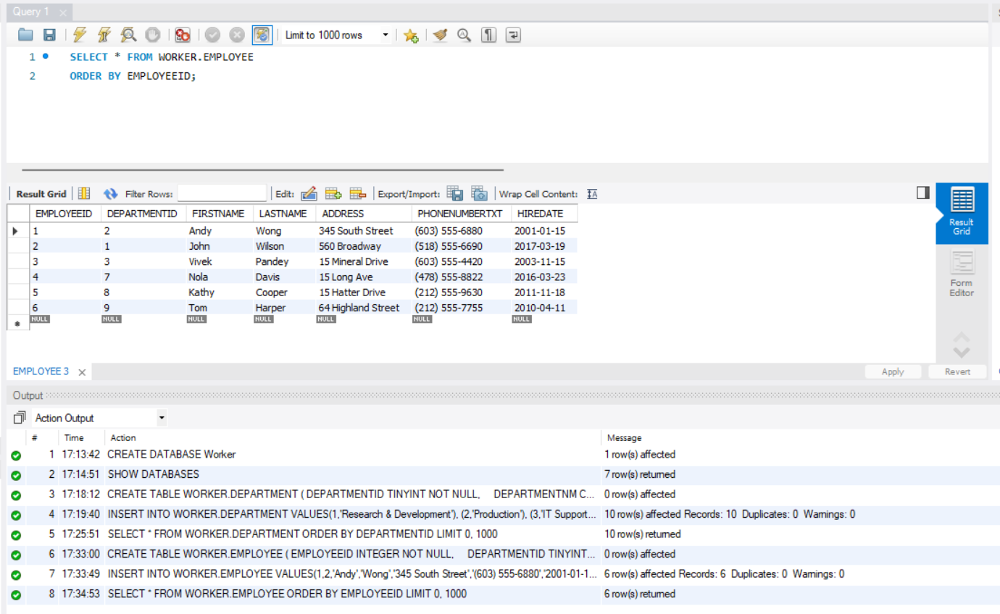 Query 1
Limit to 1000 rows
1 SELECT * FROM WORKER.EMPLOYEE
2 ORDER BY EMPLOYEEID;
Result Grid Filter Rows: Edit: Export/Import: Wrap Cell Content:
EMPLOYEEID DEPARTMENTID FIRSTNAME LASTNAME ADDRESS PHONENUMBERTXT HIREDATE
1 2 Andy Wong 345 South Street (603) 555-6880 2001-01-15
2 1 John Wilson 560 Broadway (518) 555-6690 2017-03-19
3 3 Vivek Pandey 15 Mineral Drive (603) 555-4420 2003-11-15
4 7 Nola Davis 15 Long Ave (478) 555-8822 2016-03-23
5 8 Kathy Cooper 15 Hatter Drive (212) 555-9630 2011-11-18
6 9 Tom Harper 64 Highland Street (212) 555-7755 2010-04-11
NULL NULL NULL NULL NULL NULL NULL
Result
Grid
Form
Editor
EMPLOYEE 3 Apply Revert
Output
Action Output
# Time Action Message
1 17:13:42 CREATE DATABASE Worker 1 row(s) affected
2 17:14:51 SHOW DATABASES 7 row(s) returned
3 17:18:12 CREATE TABLE WORKER.DEPARTMENT ( DEPARTMENTID TINYINT NOT NULL, DEPARTMENTNM C... 0 row(s) affected
4 17:19:40 INSERT INTO WORKER.DEPARTMENT VALUES(1,'Research & Development'), (2,'Production'), (3,'IT Support... 10 row(s) affected Records: 10 Duplicates: 0 Warnings: 0
5 17:25:51 SELECT * FROM WORKER.DEPARTMENT ORDER BY DEPARTMENTID LIMIT 0, 1000 10 row(s) returned
6 17:33:00 CREATE TABLE WORKER.EMPLOYEE ( EMPLOYEEID INTEGER NOT NULL, DEPARTMENTID TINYINT... 0 row(s) affected
7 17:33:49 INSERT INTO WORKER.EMPLOYEE VALUES(1,2,'Andy','Wong','345 South Street','(603) 555-6880','2001-01-1... 6 row(s) affected Records: 6 Duplicates: 0 Warnings: 0
8 17:34:53 SELECT * FROM WORKER.EMPLOYEE ORDER BY EMPLOYEEID LIMIT 0, 1000 6 row(s) returned